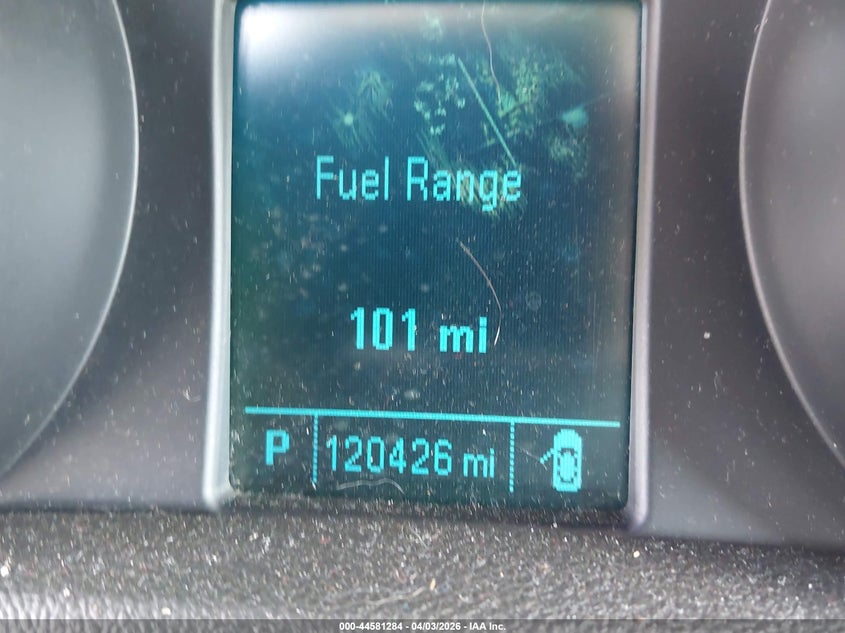 Fuel Range
101 mi
P 120426 mi
000-44581284 - 04/03/2026 - IAA Inc.